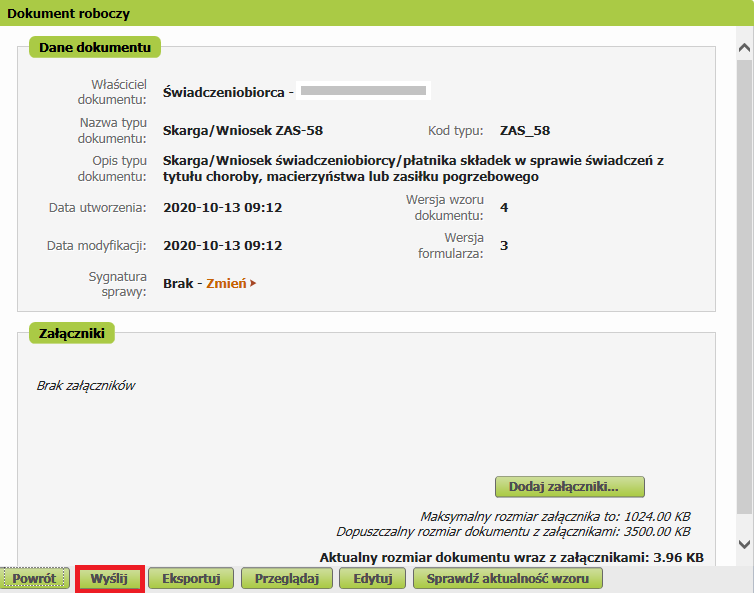 Dokument roboczy
Dane dokumentu
Właściciel
dokumentu:
Świadczeniobiorca -
Nazwa typu
dokumentu:
Skarga/Wniosek ZAS-58
Kod typu:
ZAS_58
Opis typu
dokumentu:
Skarga/Wniosek świadczeniobiorcy/płatnika składek w sprawie świadczeń z
tytułu choroby, macierzyństwa lub zasiłku pogrzebowego
Data utworzenia:
2020-10-13 09:12
Wersja wzoru
dokumentu:
4
Data modyfikacji:
2020-10-13 09:12
Wersja
formularza:
3
Sygnatura
sprawy:
Brak - Zmień
Załączniki
Brak załączników
Dodaj załączniki...
Maksymalny rozmiar załącznika to: 1024.00 KB
Dopuszczalny rozmiar dokumentu z załącznikami: 3500.00 KB
Aktualny rozmiar dokumentu wraz z załącznikami: 3.96 KB
Powrót
Wyślij
Eksportuj
Przeglądaj
Edytuj
Sprawdź aktualność wzoru